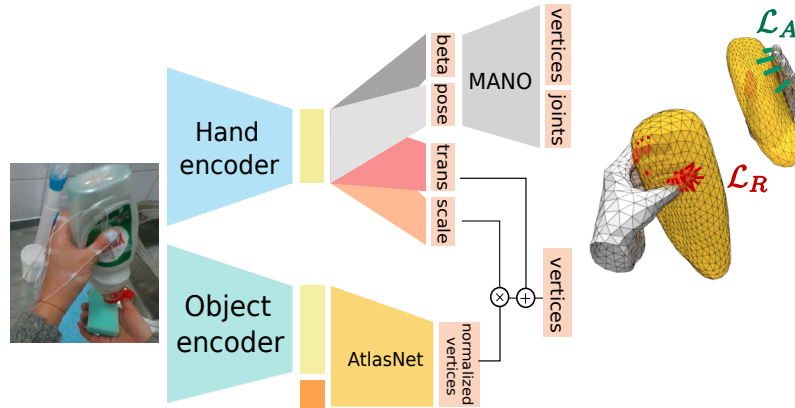 Hand
encoder
beta
pose
trans
scale
MANO
vertices
joints
Object
encoder
AtlasNet
normalized
vertices
×
+
vertices
ℒ_A
ℒ_R